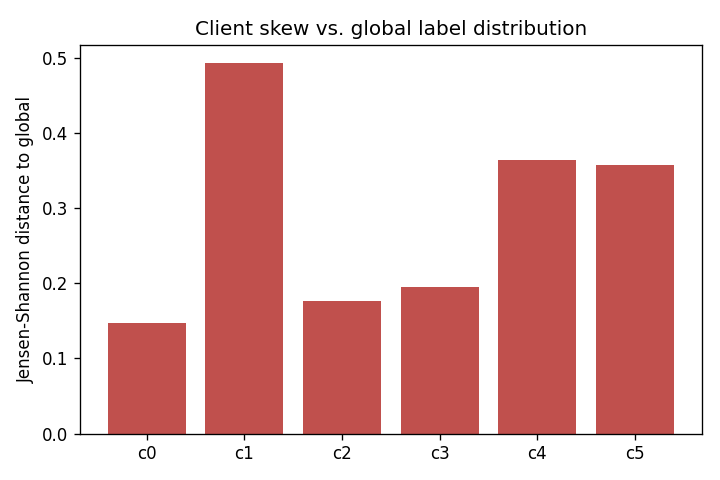 Client skew vs. global label distribution
Jensen-Shannon distance to global
0.5
0.4
0.3
0.2
0.1
0.0
c0 c1 c2 c3 c4 c5